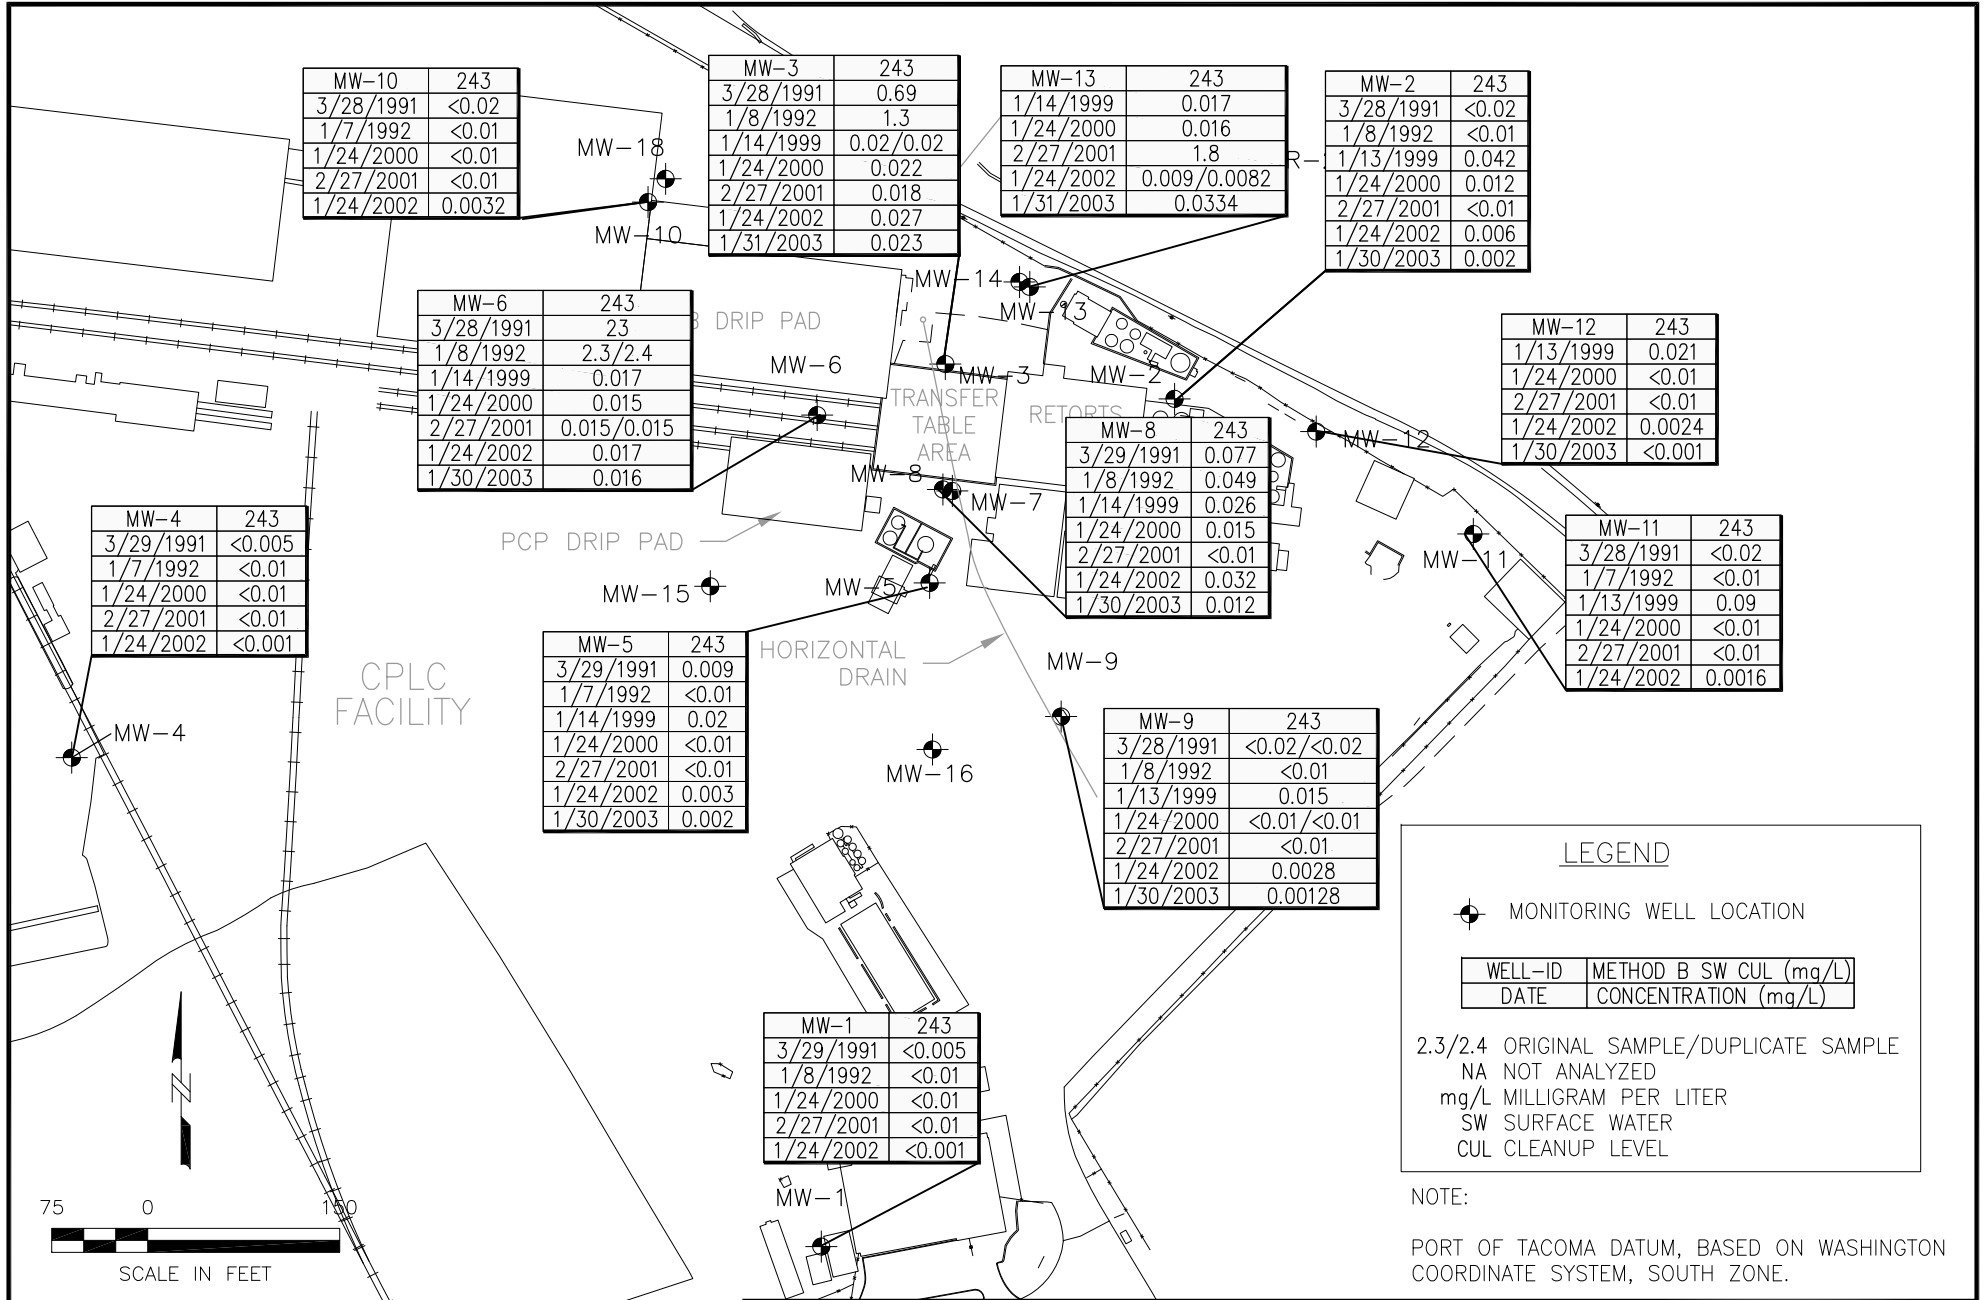 MW-10 243
3/28/1991 <0.02
1/7/1992 <0.01
1/24/2000 <0.01
2/27/2001 <0.01
1/24/2002 0.0032
MW-3 243
3/28/1991 0.69
1/8/1992 1.3
1/14/1999 0.02/0.02
1/24/2000 0.022
2/27/2001 0.018
1/24/2002 0.027
1/31/2003 0.023
MW-13 243
1/14/1999 0.017
1/24/2000 0.016
2/27/2001 1.8
1/24/2002 0.009/0.0082
1/31/2003 0.0334
MW-2 243
3/28/1991 <0.02
1/8/1992 <0.01
1/13/1999 0.042
1/24/2000 0.012
2/27/2001 <0.01
1/24/2002 0.006
1/30/2003 0.002
MW-18
R-
MW-10
MW-14
MW-13
MW-6 243
3/28/1991 23
1/8/1992 2.3/2.4
1/14/1999 0.017
1/24/2000 0.015
2/27/2001 0.015/0.015
1/24/2002 0.017
1/30/2003 0.016
DRIP PAD
MW-6
MW-3
MW-2
MW-12 243
1/13/1999 0.021
1/24/2000 <0.01
2/27/2001 <0.01
1/24/2002 0.0024
1/30/2003 <0.001
TRANSFER
TABLE
AREA
RETORTS
MW-12
MW-8 243
3/29/1991 0.077
1/8/1992 0.049
1/14/1999 0.026
1/24/2000 0.015
2/27/2001 <0.01
1/24/2002 0.032
1/30/2003 0.012
MW-8
MW-7
PCP DRIP PAD
MW-4 243
3/29/1991 <0.005
1/7/1992 <0.01
1/24/2000 <0.01
2/27/2001 <0.01
1/24/2002 <0.001
MW-11 243
3/28/1991 <0.02
1/7/1992 <0.01
1/13/1999 0.09
1/24/2000 <0.01
2/27/2001 <0.01
1/24/2002 0.0016
MW-11
MW-15
MW-5
MW-5 243
3/29/1991 0.009
1/7/1992 <0.01
1/14/1999 0.02
1/24/2000 <0.01
2/27/2001 <0.01
1/24/2002 0.003
1/30/2003 0.002
HORIZONTAL
DRAIN
MW-9
CPLC
FACILITY
MW-4
MW-16
MW-9 243
3/28/1991 <0.02/<0.02
1/8/1992 <0.01
1/13/1999 0.015
1/24/2000 <0.01/<0.01
2/27/2001 <0.01
1/24/2002 0.0028
1/30/2003 0.00128
MW-1 243
3/29/1991 <0.005
1/8/1992 <0.01
1/24/2000 <0.01
2/27/2001 <0.01
1/24/2002 <0.001
MW-1
N
75 0 150
SCALE IN FEET
LEGEND
MONITORING WELL LOCATION
WELL-ID METHOD B SW CUL (mg/L)
DATE CONCENTRATION (mg/L)
2.3/2.4 ORIGINAL SAMPLE/DUPLICATE SAMPLE
NA NOT ANALYZED
mg/L MILLIGRAM PER LITER
SW SURFACE WATER
CUL CLEANUP LEVEL
NOTE:
PORT OF TACOMA DATUM, BASED ON WASHINGTON
COORDINATE SYSTEM, SOUTH ZONE.